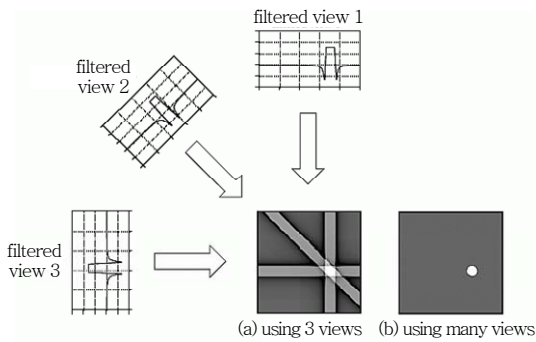 filtered view 1
filtered
view 2
filtered
view 3
(a) using 3 views
(b) using many views